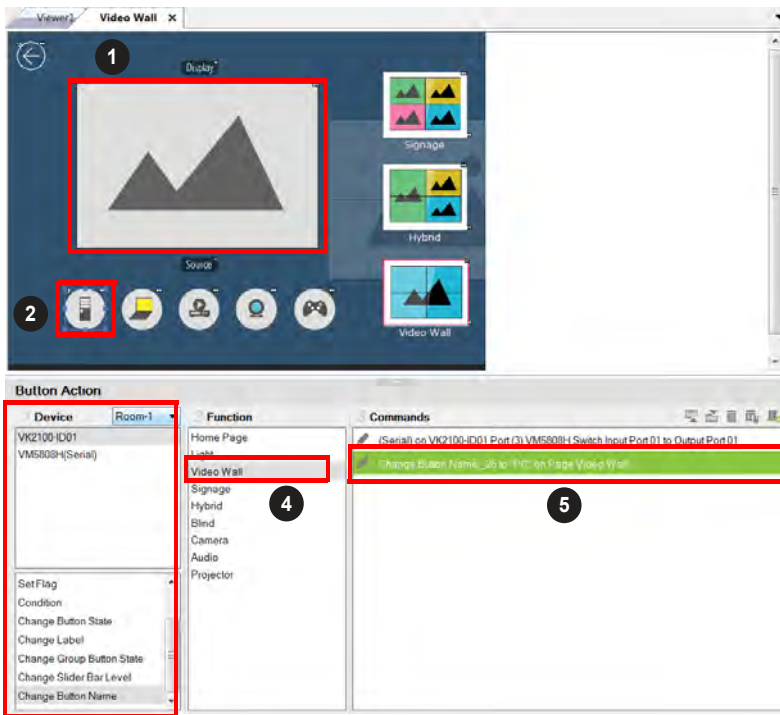 Viewer1
Video Wall ×
1
Display
Signage
Hybrid
Source
2
Video Wall
Button Action
Device Room-1 Function Commands
VK2100-ID01
VM5808H(Serial)
Home Page
Light
Video Wall
Signage
Hybrid
Blind
Camera
Audio
Projector
(Serial) on VK2100-ID01 Port (3) VM5808H Switch Input Port 01 to Output Port 01
Change Button Name _26 to "PC" on Page Video Wall
4
5
Set Flag
Condition
Change Button State
Change Label
Change Group Button State
Change Slider Bar Level
Change Button Name